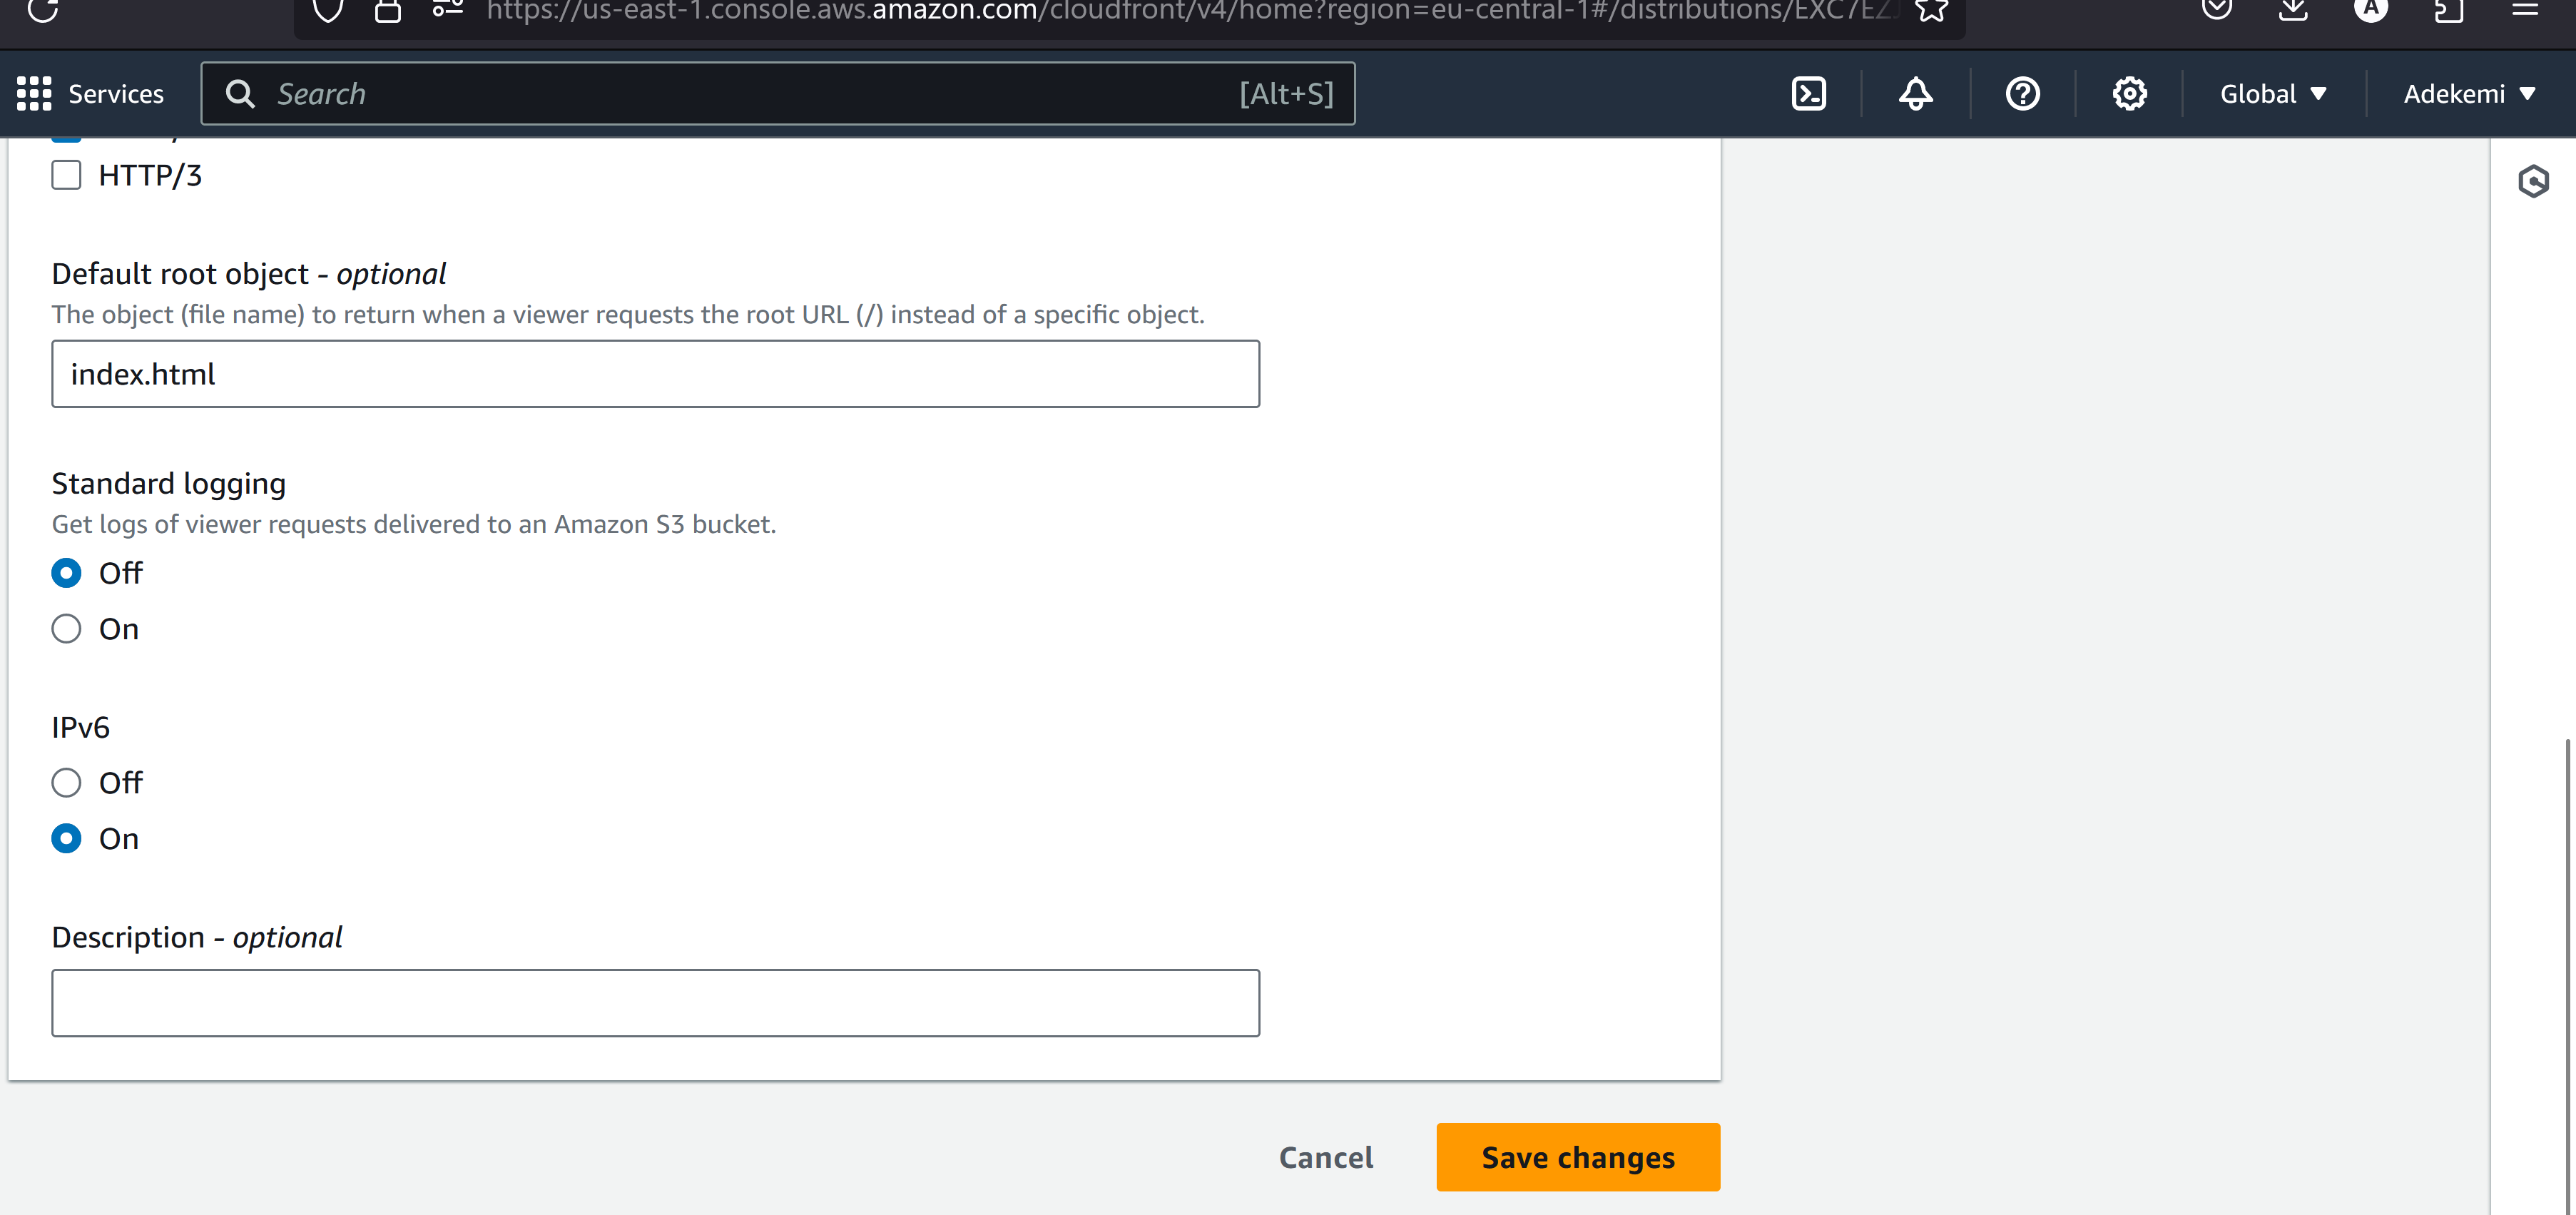 https://us-east-1.console.aws.amazon.com/cloudfront/v4/home?region=eu-central-1#/distributions/EXC7EZ
A
Services
Search
[Alt+S]
Global
Adekemi
HTTP/3
Default root object - optional
The object (file name) to return when a viewer requests the root URL (/) instead of a specific object.
index.html
Standard logging
Get logs of viewer requests delivered to an Amazon S3 bucket.
Off
On
IPv6
Off
On
Description - optional
Cancel
Save changes